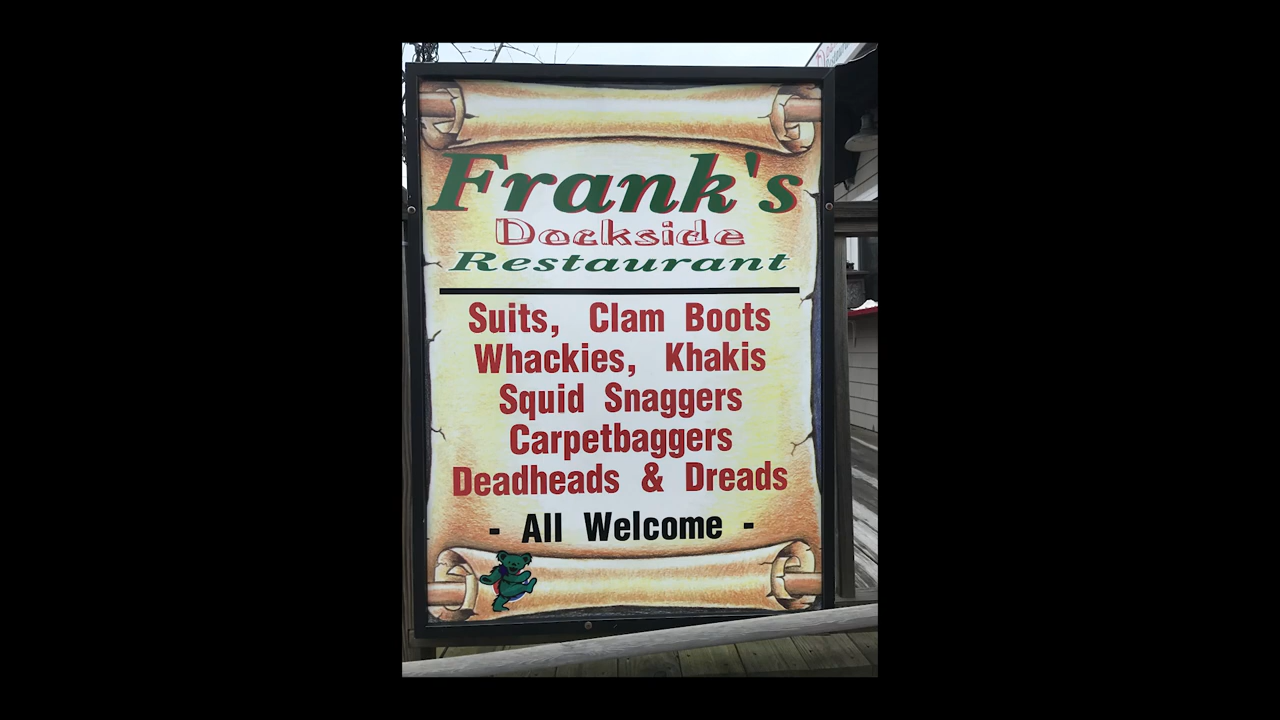 Frank's
Dockside
Restaurant
Suits, Clam Boots
Whackies, Khakis
Squid Snaggers
Carpetbaggers
Deadheads & Dreads
- All Welcome -